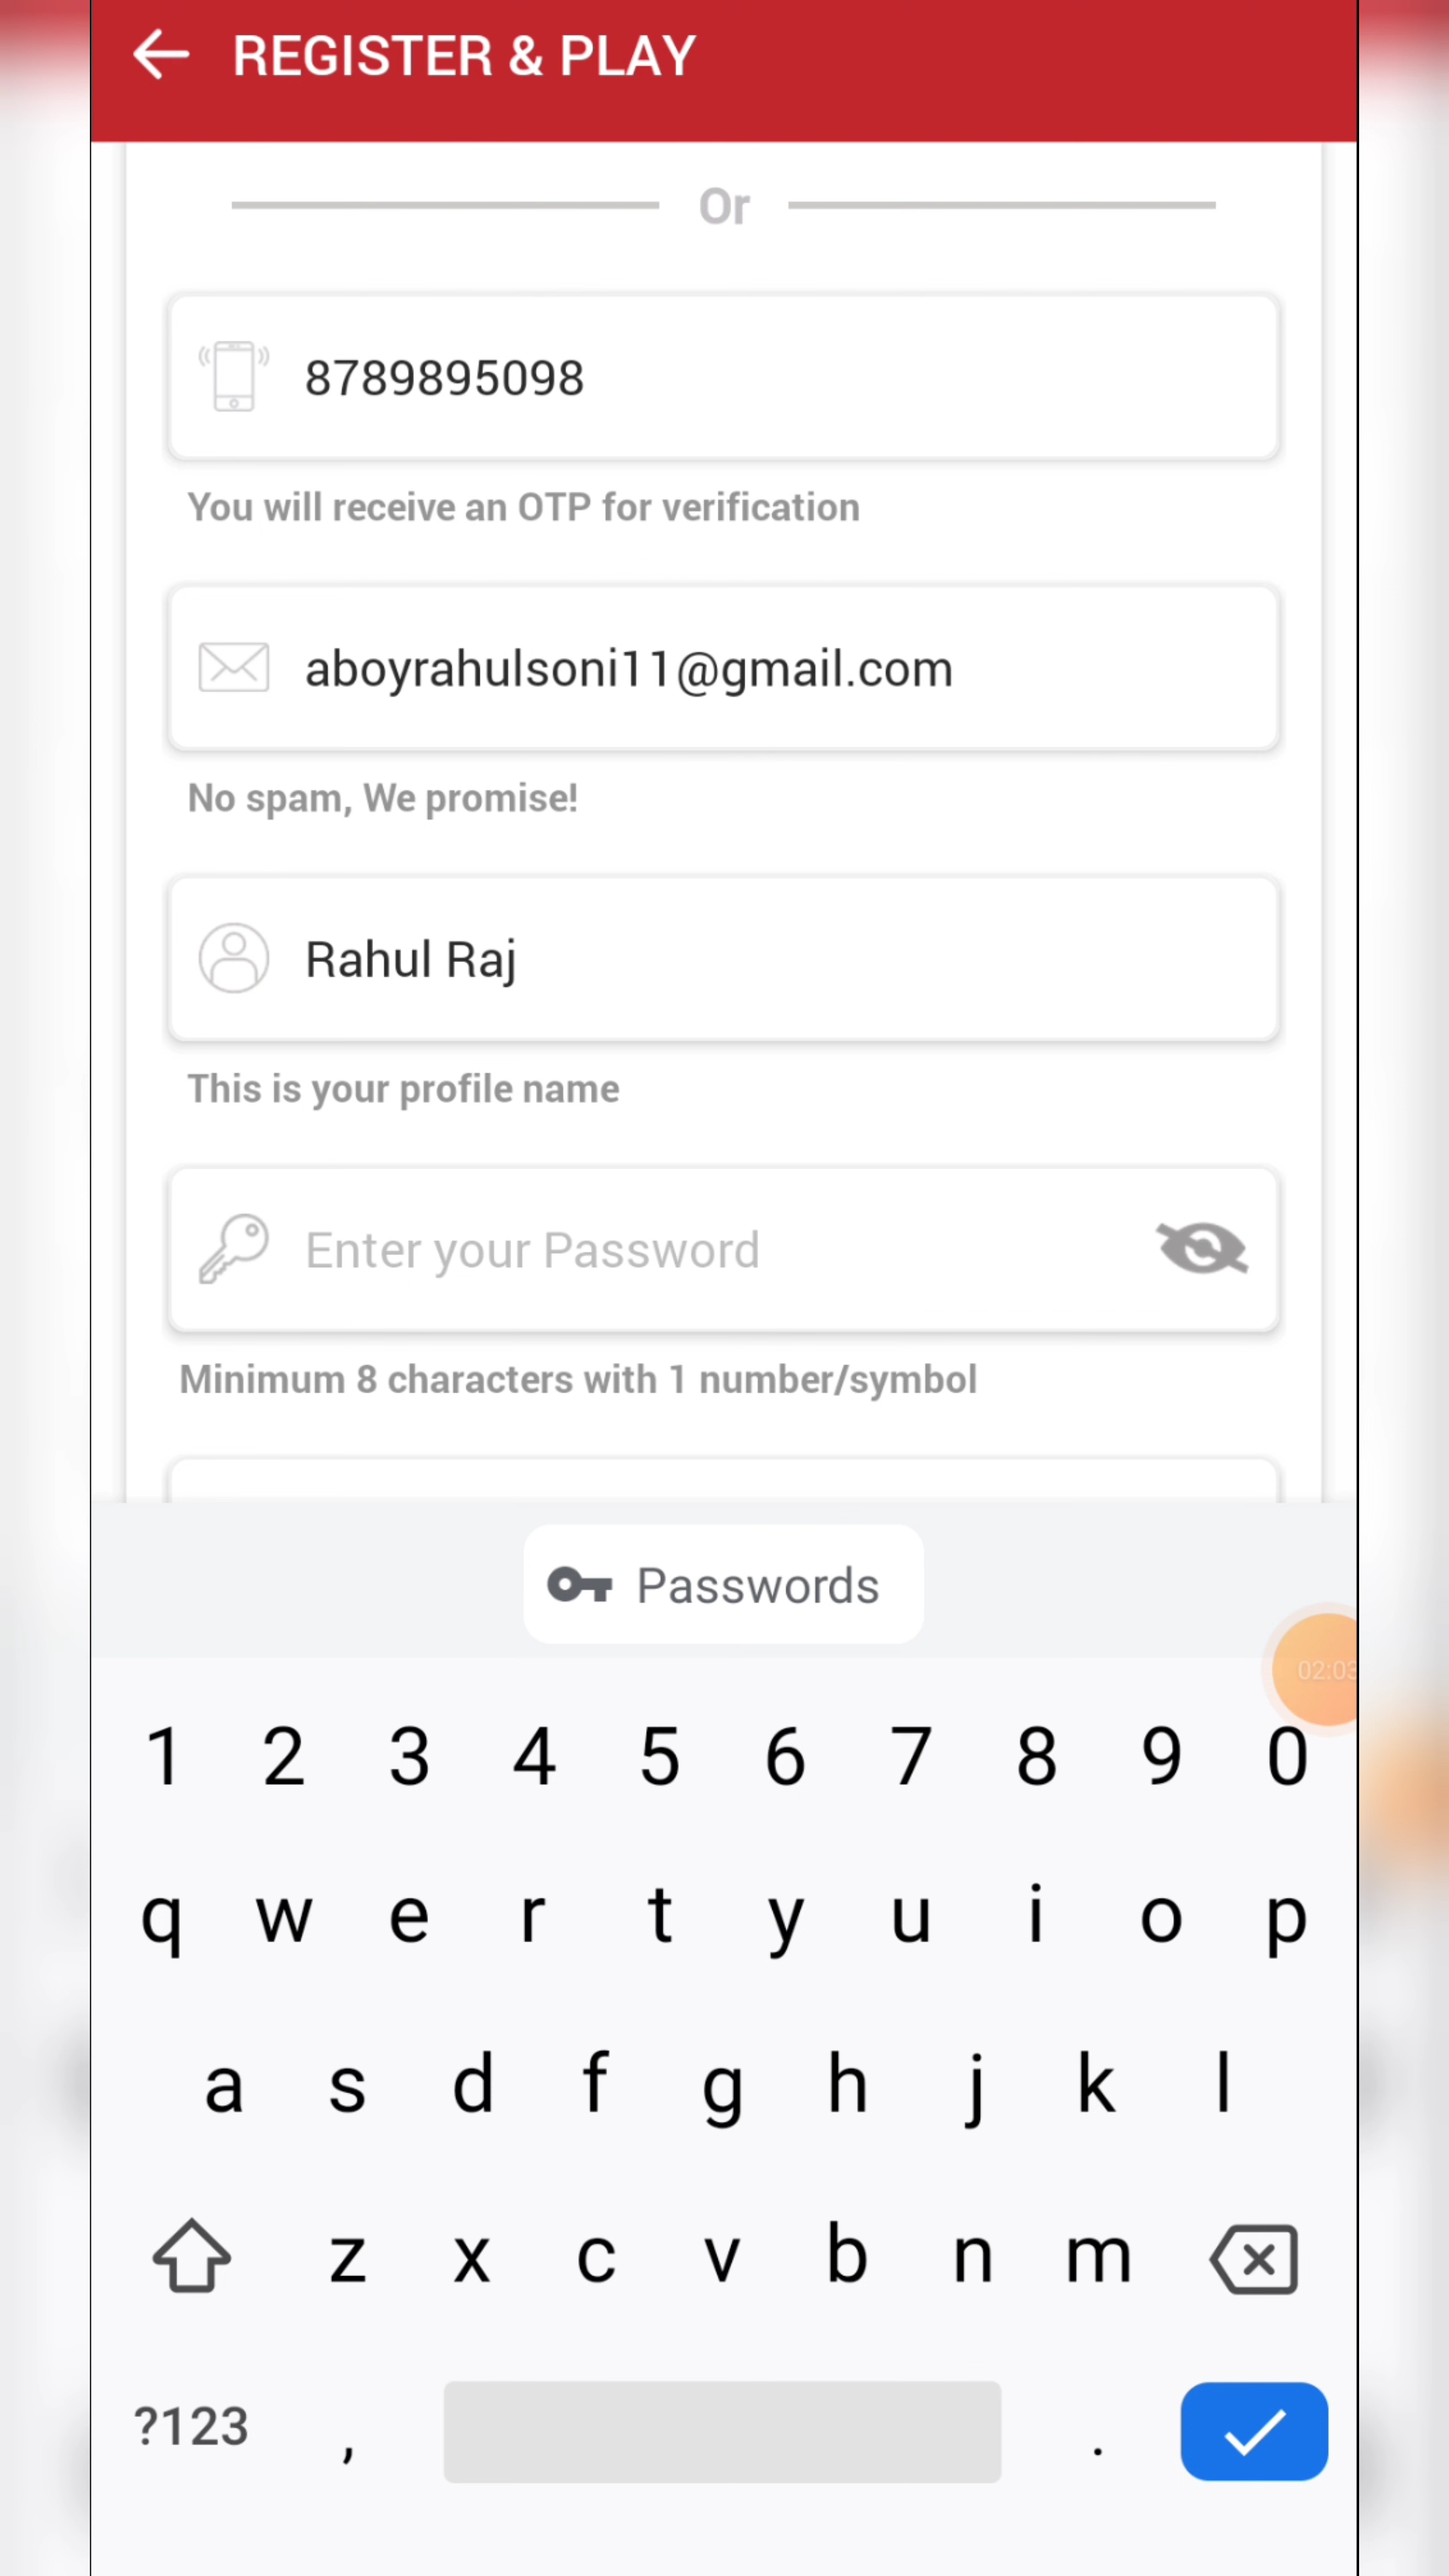 REGISTER & PLAY
Or
8789895098
You will receive an OTP for verification
aboyrahulsoni11@gmail.com
No spam, We promise!
Rahul Raj
This is your profile name
Enter your Password
Minimum 8 characters with 1 number/symbol
Passwords
02:03
1 2 3 4 5 6 7 8 9 0
q w e r t y u i o p
a s d f g h j k l
z x c v b n m
?123 , .